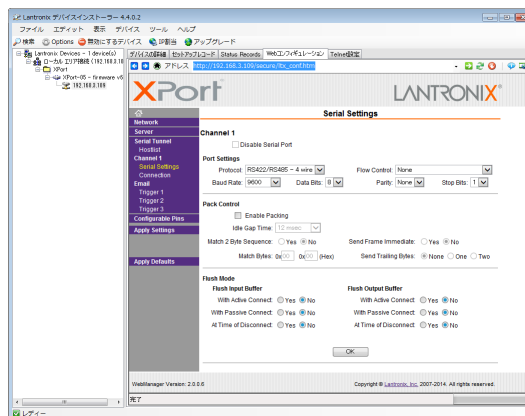 Lantronix デバイスインストーラー 4.4.0.2
ファイル エディット 表示 デバイス ツール ヘルプ
検索 Options 無効にするデバイス IP割当 アップグレード
Lantronix Devices - 1 device(s)
ローカル エリア接続 (192.168.3.10
XPort
XPort-05 - firmware v6
192.168.3.109
デバイスの詳細 セットアップレコード Status Records Webコンフィギュレーション Telnet設定
アドレス http://192.168.3.109/secure/ltx_conf.htm
XPort
LANTRONIX®
Serial Settings
Network
Server
Serial Tunnel
Hostlist
Channel 1
Serial Settings
Connection
Email
Trigger 1
Trigger 2
Trigger 3
Configurable Pins
Apply Settings
Apply Defaults
Channel 1
Disable Serial Port
Port Settings
Protocol: RS422/RS485 - 4 wire Flow Control: None
Baud Rate: 9600 Data Bits: 8 Parity: None Stop Bits: 1
Pack Control
Enable Packing
Idle Gap Time: 12 msec
Match 2 Byte Sequence: Yes No Send Frame Immediate: Yes No
Match Bytes: 0x00 0x00 (Hex) Send Trailing Bytes: None One Two
Flush Mode
Flush Input Buffer Flush Output Buffer
With Active Connect: Yes No With Active Connect: Yes No
With Passive Connect: Yes No With Passive Connect: Yes No
At Time of Disconnect: Yes No At Time of Disconnect: Yes No
OK
WebManager Version: 2.0.0.6 Copyright © Lantronix, Inc. 2007-2014. All rights reserved.
完了
レディー